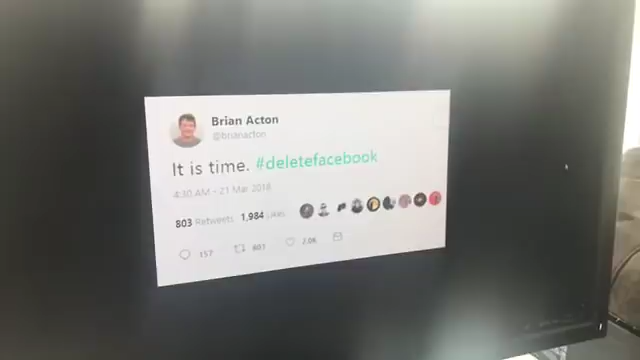 Brian Acton
@brianacton
It is time. #deletefacebook
4:30 AM - 21 Mar 2018
803 Retweets 1,984 Likes
157 803 2.0K